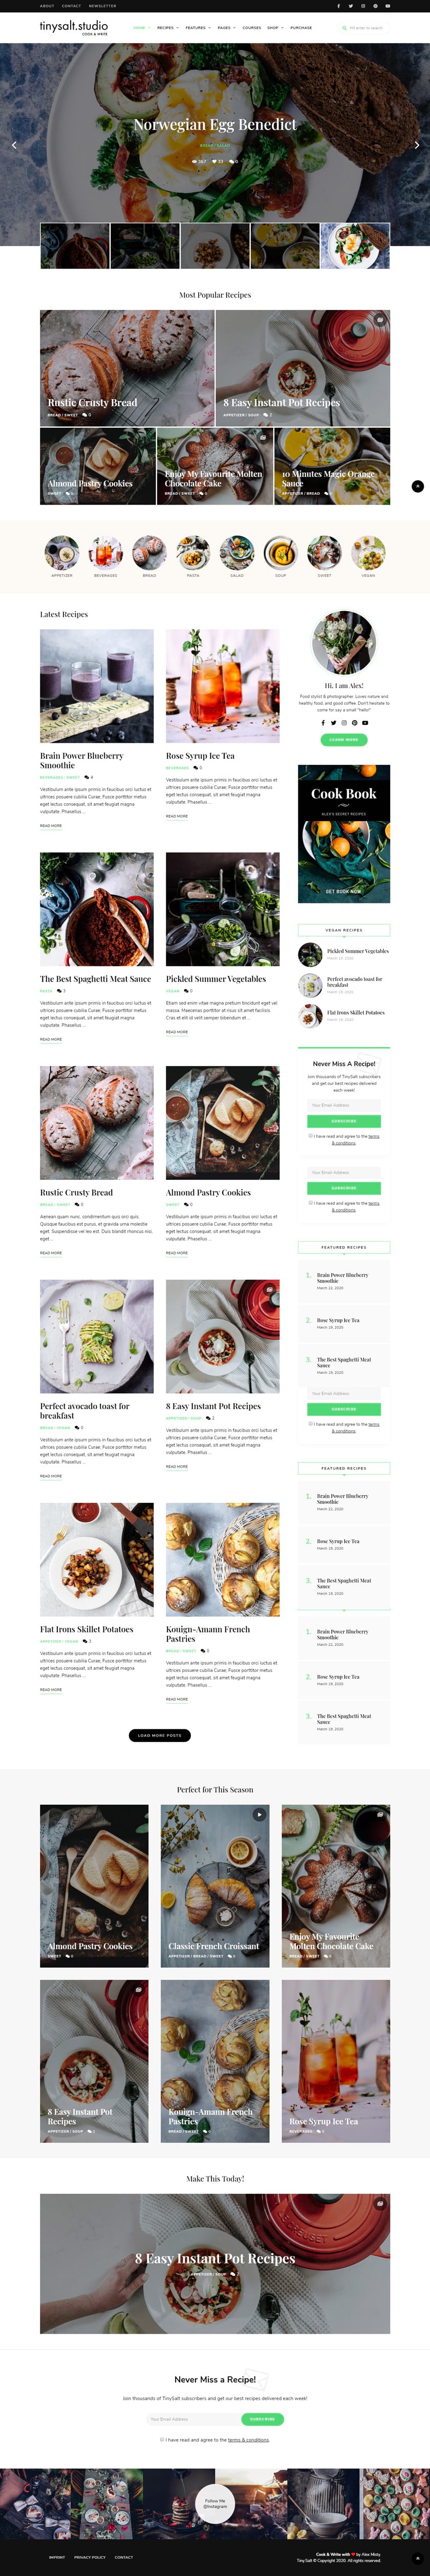 ABOUT CONTACT NEWSLETTER
tinysalt.studio
COOK & WRITE
HOME RECIPES FEATURES PAGES COURSES SHOP PURCHASE
Hit enter to search
Norwegian Egg Benedict
BREAD / SALAD
Most Popular Recipes
Rustic Crusty Bread
BREAD / SWEET 0
8 Easy Instant Pot Recipes
APPETIZER / SOUP 2
Almond Pastry Cookies
SWEET 0
Enjoy My Favourite Molten
Chocolate Cake
BREAD / SWEET 0
10 Minutes Magic Orange
Sauce
APPETIZER / BREAD
APPETIZER BEVERAGES BREAD PASTA SALAD SOUP SWEET VEGAN
Latest Recipes
Brain Power Blueberry
Smoothie
BEVERAGES / SWEET 4
Vestibulum ante ipsum primis in faucibus orci luctus et
ultrices posuere cubilia Curae; Fusce porttitor metus
eget lectus consequat, sit amet feugiat magna
vulputate. Phasellus ...
READ MORE
Rose Syrup Ice Tea
BEVERAGES 0
Vestibulum ante ipsum primis in faucibus orci luctus et
ultrices posuere cubilia Curae; Fusce porttitor metus
eget lectus consequat, sit amet feugiat magna
vulputate. Phasellus ...
READ MORE
The Best Spaghetti Meat Sauce
PASTA 3
Vestibulum ante ipsum primis in faucibus orci luctus et
ultrices posuere cubilia Curae; Fusce porttitor metus
eget lectus consequat, sit amet feugiat magna
vulputate. Phasellus ...
READ MORE
Pickled Summer Vegetables
VEGAN 0
Etiam sed enim vitae magna pretium tincidunt eget vel
massa. Maecenas porttitor at risus sit amet facilisis.
Cras et elit id velit semper bibendum et ...
READ MORE
Rustic Crusty Bread
BREAD / SWEET 0
Aenean quam nunc, condimentum quis orci quis.
Quisque faucibus est purus, et gravida urna molestie
eget. Suspendisse nec nisi et. Duis blandit rhoncus nisi,
eget ...
READ MORE
Almond Pastry Cookies
SWEET 0
Vestibulum ante ipsum primis in faucibus orci luctus et
ultrices posuere cubilia Curae; Fusce porttitor metus
eget lectus consequat, sit amet feugiat magna
vulputate. Phasellus ...
READ MORE
Perfect avocado toast for
breakfast
BREAD / VEGAN 0
Vestibulum ante ipsum primis in faucibus orci luctus et
ultrices posuere cubilia Curae; Fusce porttitor metus
eget lectus consequat, sit amet feugiat magna
vulputate. Phasellus ...
READ MORE
8 Easy Instant Pot Recipes
APPETIZER / SOUP 2
Vestibulum ante ipsum primis in faucibus orci luctus et
ultrices posuere cubilia Curae; Fusce porttitor metus
eget lectus consequat, sit amet feugiat magna
vulputate. Phasellus ...
READ MORE
Flat Irons Skillet Potatoes
APPETIZER / VEGAN 3
Vestibulum ante ipsum primis in faucibus orci luctus et
ultrices posuere cubilia Curae; Fusce porttitor metus
eget lectus consequat, sit amet feugiat magna
vulputate. Phasellus ...
READ MORE
Kouign-Amann French
Pastries
BREAD / SWEET 0
Vestibulum ante ipsum primis in faucibus orci luctus et
ultrices posuere cubilia Curae; Fusce porttitor metus
eget lectus consequat, sit amet feugiat magna
vulputate. Phasellus ...
READ MORE
LOAD MORE POSTS
Hi, I am Alex!
Food stylist & photographer. Loves nature and
healthy food, and good coffee. Don't hesitate to
come for say a small "hello!"
LEARN MORE
Cook Book
ALEX'S SECRET RECIPES
GET BOOK NOW
VEGAN RECIPES
Pickled Summer Vegetables
March 19, 2020
Perfect avocado toast for
breakfast
March 19, 2020
Flat Irons Skillet Potatoes
March 19, 2020
Never Miss A Recipe!
Join thousands of TinySalt subscribers
and get our best recipes delivered
each week!
Your Email Address
SUBSCRIBE
I have read and agree to the terms
& conditions
Your Email Address
SUBSCRIBE
I have read and agree to the terms
& conditions
FEATURED RECIPES
1. Brain Power Blueberry
Smoothie
March 22, 2020
2. Rose Syrup Ice Tea
March 19, 2020
3. The Best Spaghetti Meat
Sauce
March 19, 2020
Your Email Address
SUBSCRIBE
I have read and agree to the terms
& conditions
FEATURED RECIPES
1. Brain Power Blueberry
Smoothie
March 22, 2020
2. Rose Syrup Ice Tea
March 19, 2020
3. The Best Spaghetti Meat
Sauce
March 19, 2020
1. Brain Power Blueberry
Smoothie
March 22, 2020
2. Rose Syrup Ice Tea
March 19, 2020
3. The Best Spaghetti Meat
Sauce
March 19, 2020
Perfect for This Season
Almond Pastry Cookies
SWEET 0
Classic French Croissant
APPETIZER / BREAD / SWEET 0
Enjoy My Favourite
Molten Chocolate Cake
BREAD / SWEET 0
8 Easy Instant Pot
Recipes
APPETIZER / SOUP 2
Kouign-Amann French
Pastries
BREAD / SWEET
Rose Syrup Ice Tea
BEVERAGES 0
Make This Today!
8 Easy Instant Pot Recipes
APPETIZER / SOUP 2
Never Miss a Recipe!
Join thousands of TinySalt subscribers and get our best recipes delivered each week!
Your Email Address
SUBSCRIBE
I have read and agree to the terms & conditions
Follow Me
@Instagram
IMPRINT PRIVACY POLICY CONTACT
Cook & Write with by Alex Misty.
Tiny Salt © Copyright 2020. All rights reserved.